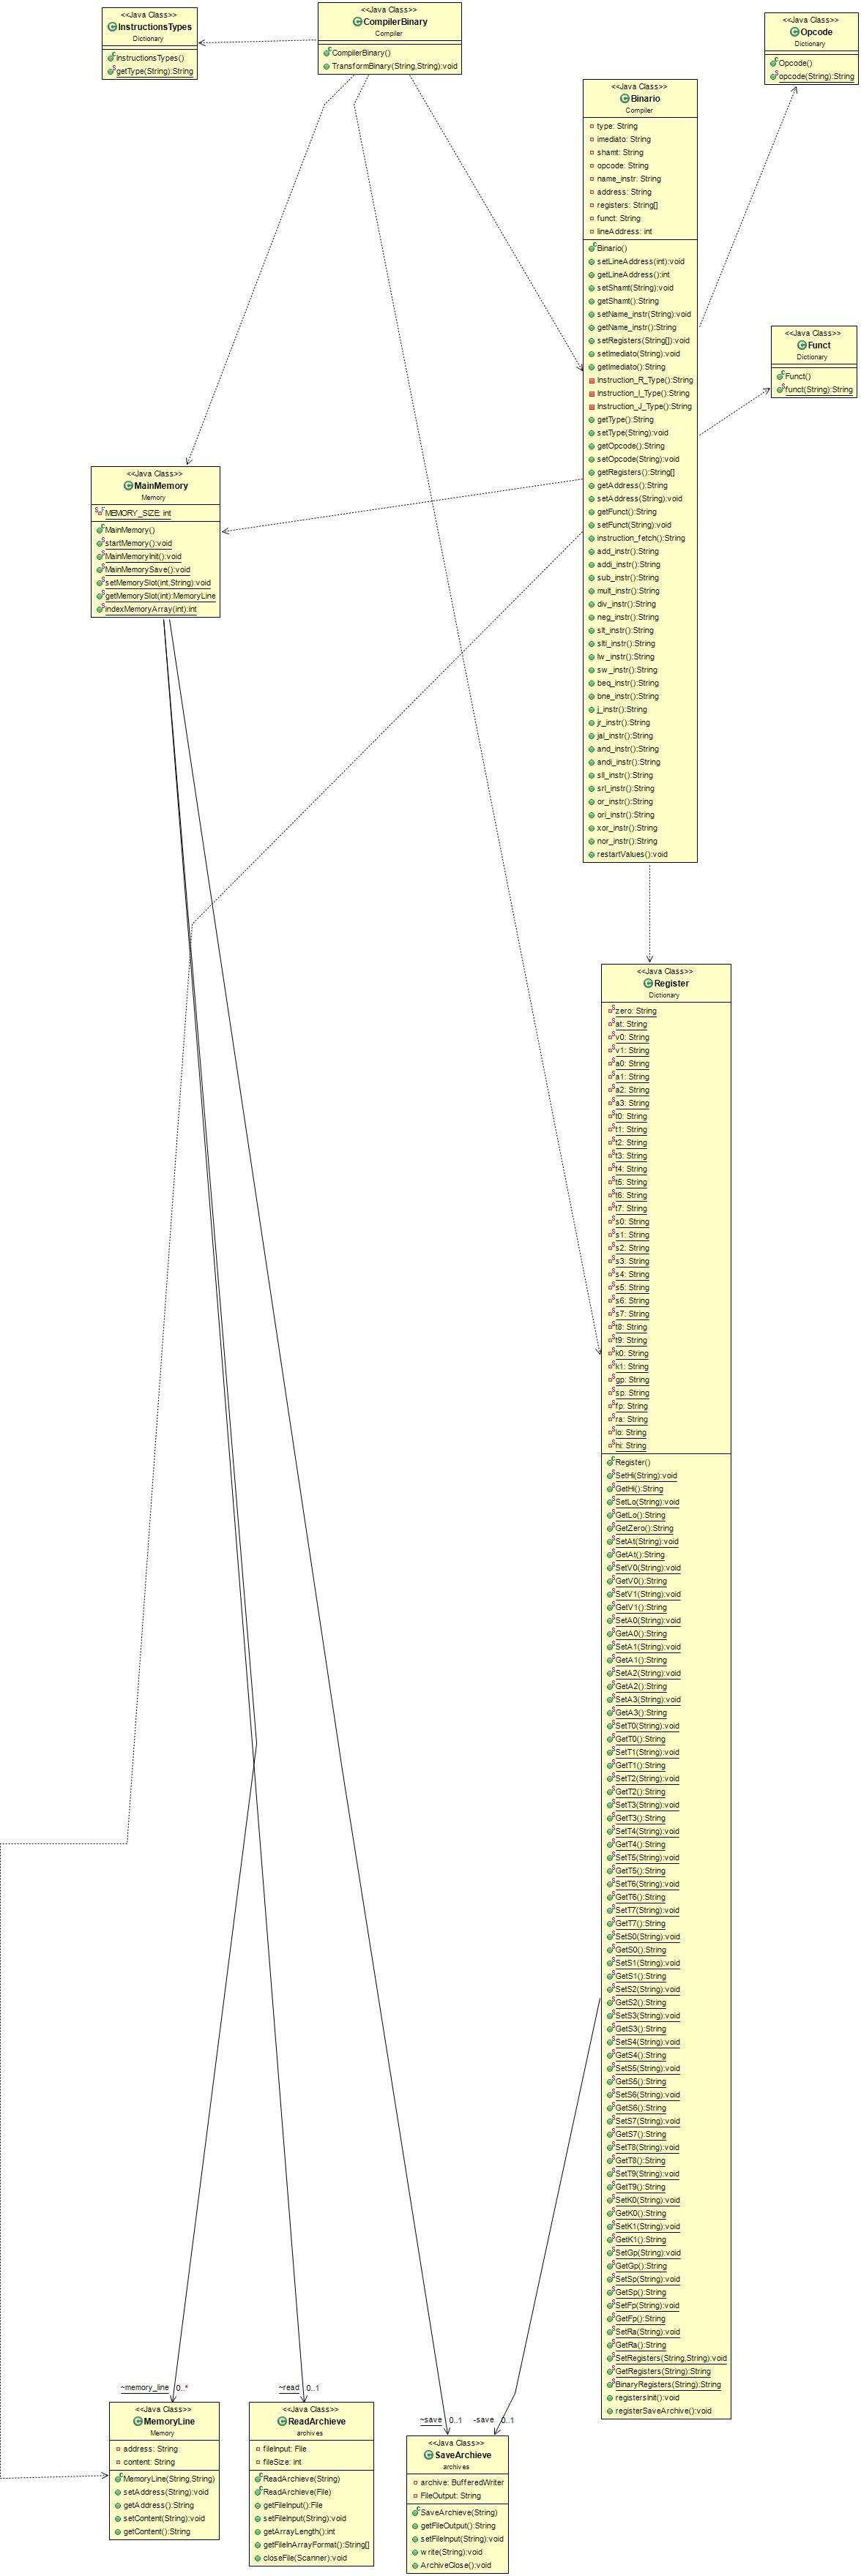 <<Java Class>>
InstructionsTypes
Dictionary
InstructionsTypes()
getType(String):String
<<Java Class>>
CompilerBinary
Compiler
CompilerBinary()
TransformBinary(String,String):void
<<Java Class>>
Opcode
Dictionary
Opcode()
opcode(String):String
<<Java Class>>
Binario
Compiler
type: String
imediato: String
shamt: String
opcode: String
name_instr: String
address: String
registers: String[]
funct: String
lineAddress: int
Binario()
setLineAddress(int):void
getLineAddress():int
setShamt(String):void
getShamt():String
setName_instr(String):void
getName_instr():String
setRegisters(String[]):void
setImediato(String):void
getImediato():String
Instruction_R_Type():String
Instruction_I_Type():String
Instruction_J_Type():String
getType():String
setType(String):void
getOpcode():String
setOpcode(String):void
getRegisters():String[]
getAddress():String
setAddress(String):void
getFunct():String
setFunct(String):void
instruction_fetch():String
add_instr():String
addi_instr():String
sub_instr():String
mult_instr():String
div_instr():String
neg_instr():String
slt_instr():String
slti_instr():String
lw_instr():String
sw_instr():String
beq_instr():String
bne_instr():String
j_instr():String
jr_instr():String
jal_instr():String
and_instr():String
andi_instr():String
sll_instr():String
srl_instr():String
or_instr():String
ori_instr():String
xor_instr():String
nor_instr():String
restartValues():void
<<Java Class>>
Funct
Dictionary
Funct()
funct(String):String
<<Java Class>>
MainMemory
Memory
MEMORY_SIZE: int
MainMemory()
startMemory():void
MainMemoryInit():void
MainMemorySave():void
setMemorySlot(int,String):void
getMemorySlot(int):MemoryLine
indexMemoryArray(int):int
<<Java Class>>
Register
Dictionary
zero: String
at: String
v0: String
v1: String
a0: String
a1: String
a2: String
a3: String
t0: String
t1: String
t2: String
t3: String
t4: String
t5: String
t6: String
t7: String
s0: String
s1: String
s2: String
s3: String
s4: String
s5: String
s6: String
s7: String
t8: String
t9: String
k0: String
k1: String
gp: String
sp: String
fp: String
ra: String
lo: String
hi: String
Register()
SetHi(String):void
GetHi():String
SetLo(String):void
GetLo():String
GetZero():String
SetAt(String):void
GetAt():String
SetV0(String):void
GetV0():String
SetV1(String):void
GetV1():String
SetA0(String):void
GetA0():String
SetA1(String):void
GetA1():String
SetA2(String):void
GetA2():String
SetA3(String):void
GetA3():String
SetT0(String):void
GetT0():String
SetT1(String):void
GetT1():String
SetT2(String):void
GetT2():String
SetT3(String):void
GetT3():String
SetT4(String):void
GetT4():String
SetT5(String):void
GetT5():String
SetT6(String):void
GetT6():String
SetT7(String):void
GetT7():String
SetS0(String):void
GetS0():String
SetS1(String):void
GetS1():String
SetS2(String):void
GetS2():String
SetS3(String):void
GetS3():String
SetS4(String):void
GetS4():String
SetS5(String):void
GetS5():String
SetS6(String):void
GetS6():String
SetS7(String):void
GetS7():String
SetT8(String):void
GetT8():String
SetT9(String):void
GetT9():String
SetK0(String):void
GetK0():String
SetK1(String):void
GetK1():String
SetGp(String):void
GetGp():String
SetSp(String):void
GetSp():String
SetFp(String):void
GetFp():String
SetRa(String):void
GetRa():String
SetRegisters(String,String):void
GetRegisters(String):String
BinaryRegisters(String):String
registersInit():void
registerSaveArchive():void
~memory_line 0..*
<<Java Class>>
MemoryLine
Memory
address: String
content: String
MemoryLine(String,String)
setAddress(String):void
getAddress():String
setContent(String):void
getContent():String
~read 0..1
<<Java Class>>
ReadArchieve
archives
fileInput: File
fileSize: int
ReadArchieve(String)
ReadArchieve(File)
getFileInput():File
setFileInput(String):void
getArrayLength():int
getFileInArrayFormat():String[]
closeFile(Scanner):void
~save 0..1 -save 0..1
<<Java Class>>
SaveArchieve
archives
archive: BufferedWriter
FileOutput: String
SaveArchieve(String)
getFileOutput():String
setFileInput(String):void
write(String):void
ArchiveClose():void